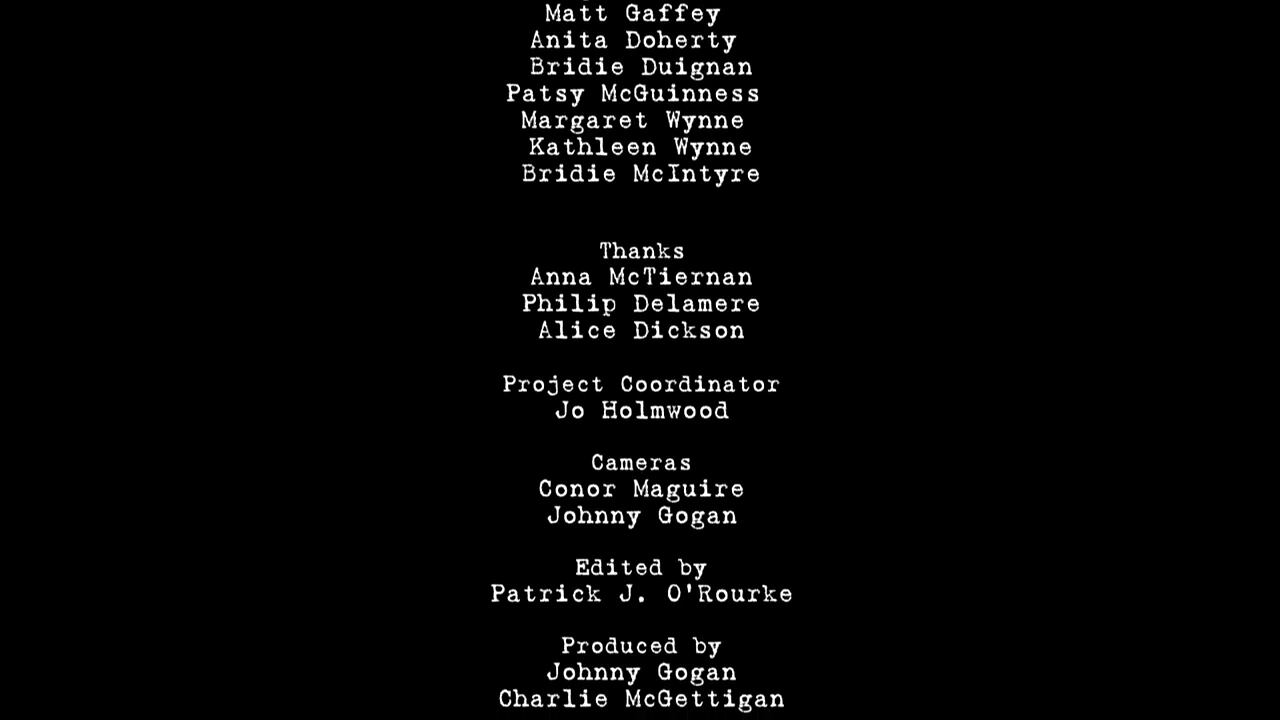 Matt Gaffey
Anita Doherty
Bridie Duignan
Patsy McGuinness
Margaret Wynne
Kathleen Wynne
Bridie McIntyre
Thanks
Anna McTiernan
Philip Delamere
Alice Dickson
Project Coordinator
Jo Holmwood
Cameras
Conor Maguire
Johnny Gogan
Edited by
Patrick J. O'Rourke
Produced by
Johnny Gogan
Charlie McGettigan